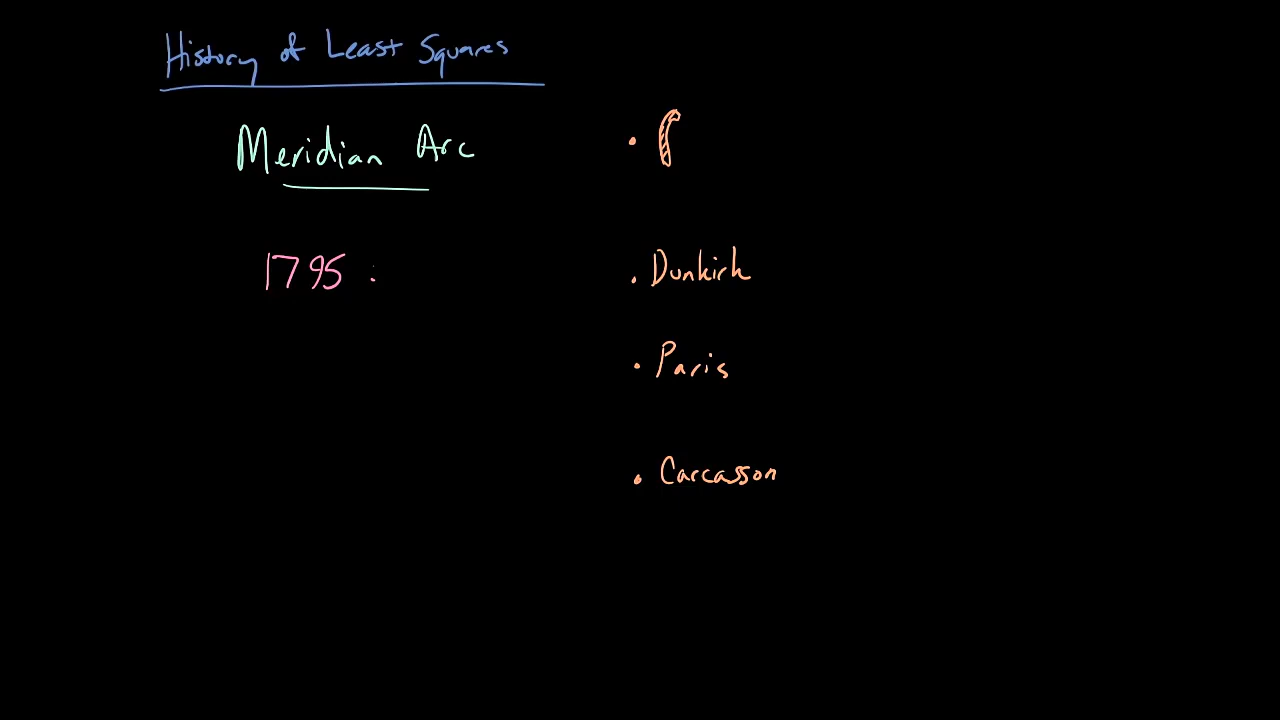 History of Least Squares
Meridian Arc
1795 :
• Dunkirk
• Paris
• Carcasson